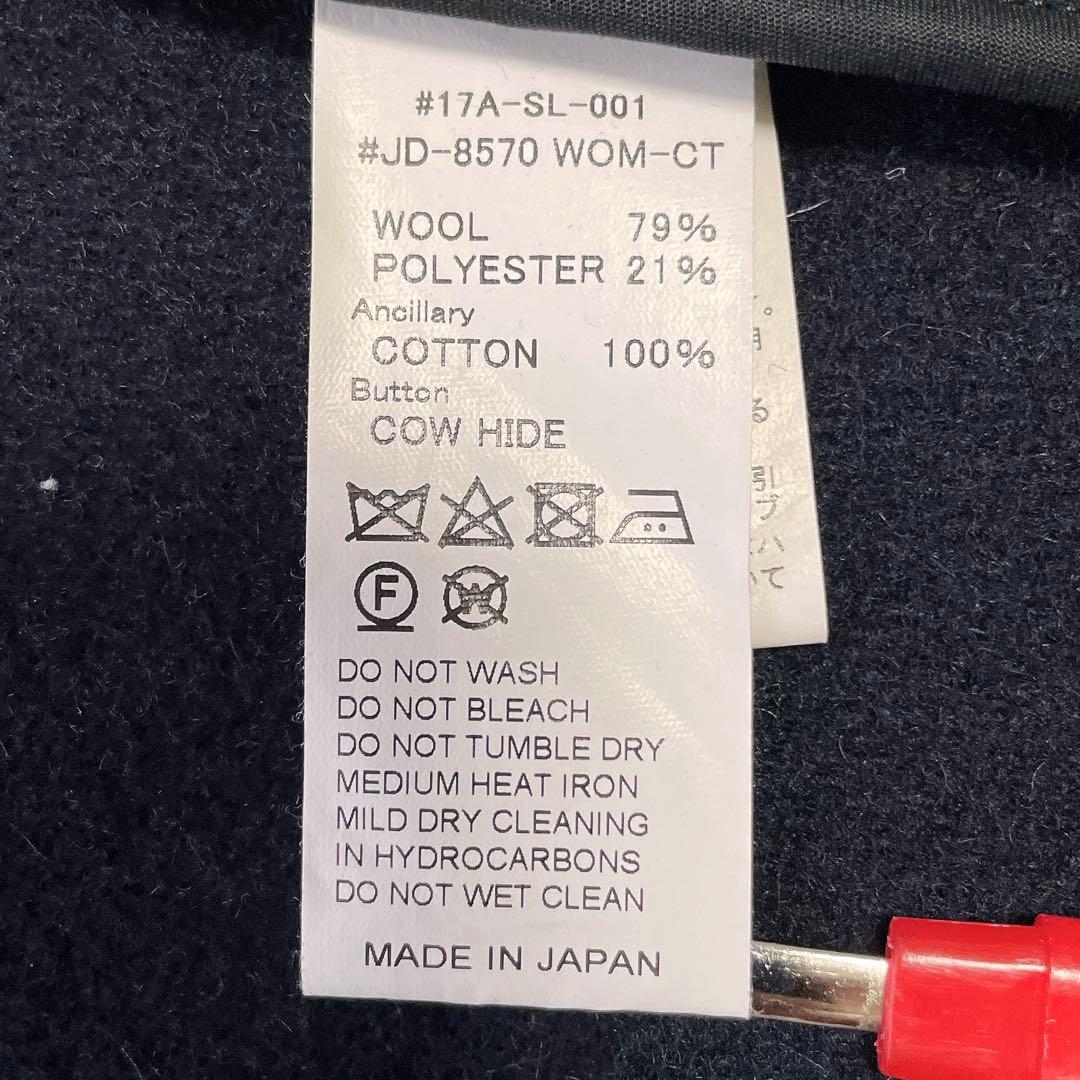 #17A-SL-001
#JD-8570 WOM-CT
WOOL 79%
POLYESTER 21%
Ancillary
COTTON 100%
Button
COW HIDE
F
W
DO NOT WASH
DO NOT BLEACH
DO NOT TUMBLE DRY
MEDIUM HEAT IRON
MILD DRY CLEANING
IN HYDROCARBONS
DO NOT WET CLEAN
MADE IN JAPAN
る
て